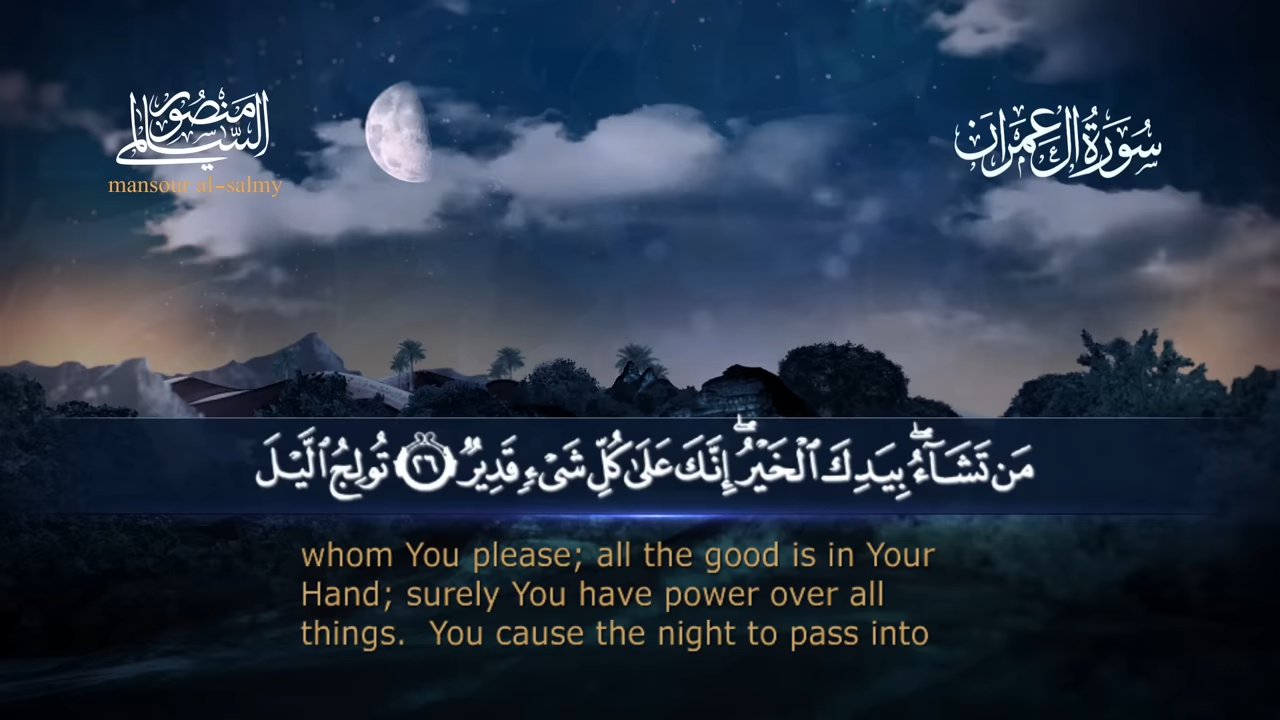 منصور السالمي
mansour al-salmy
سُورَةُ آلِ عِمْرَان
مَن تَشَآءُۖ بِيَدِكَ ٱلْخَيْرُۖ إِنَّكَ عَلَىٰ كُلِّ شَىْءٍ قَدِيرٌ ٢٦ تُولِجُ ٱلَّيْلَ
whom You please; all the good is in Your
Hand; surely You have power over all
things. You cause the night to pass into